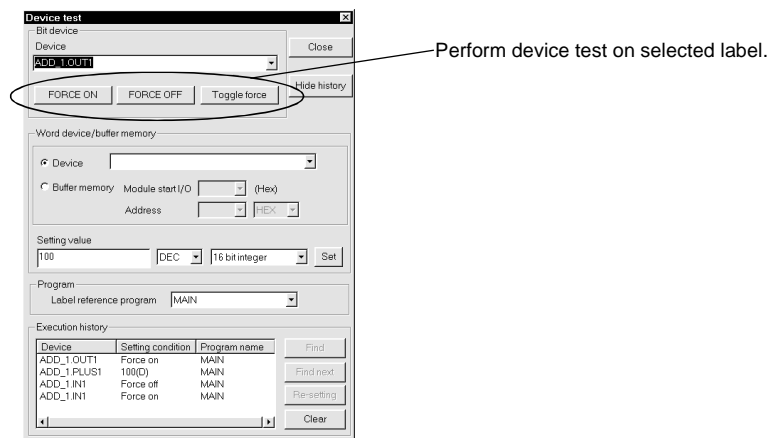 Device test
Bit device
Device
ADD_1.OUT1
Close
FORCE ON FORCE OFF Toggle force
Hide history
Perform device test on selected label.
Word device/buffer memory
Device
Buffer memory Module start I/O (Hex)
Address HEX
Setting value
100 DEC 16 bit integer Set
Program
Label reference program MAIN
Execution history
Device Setting condition Program name
ADD_1.OUT1 Force on MAIN
ADD_1.PLUS1 100(D) MAIN
ADD_1.IN1 Force off MAIN
ADD_1.IN1 Force on MAIN
Find
Find next
Re-setting
Clear